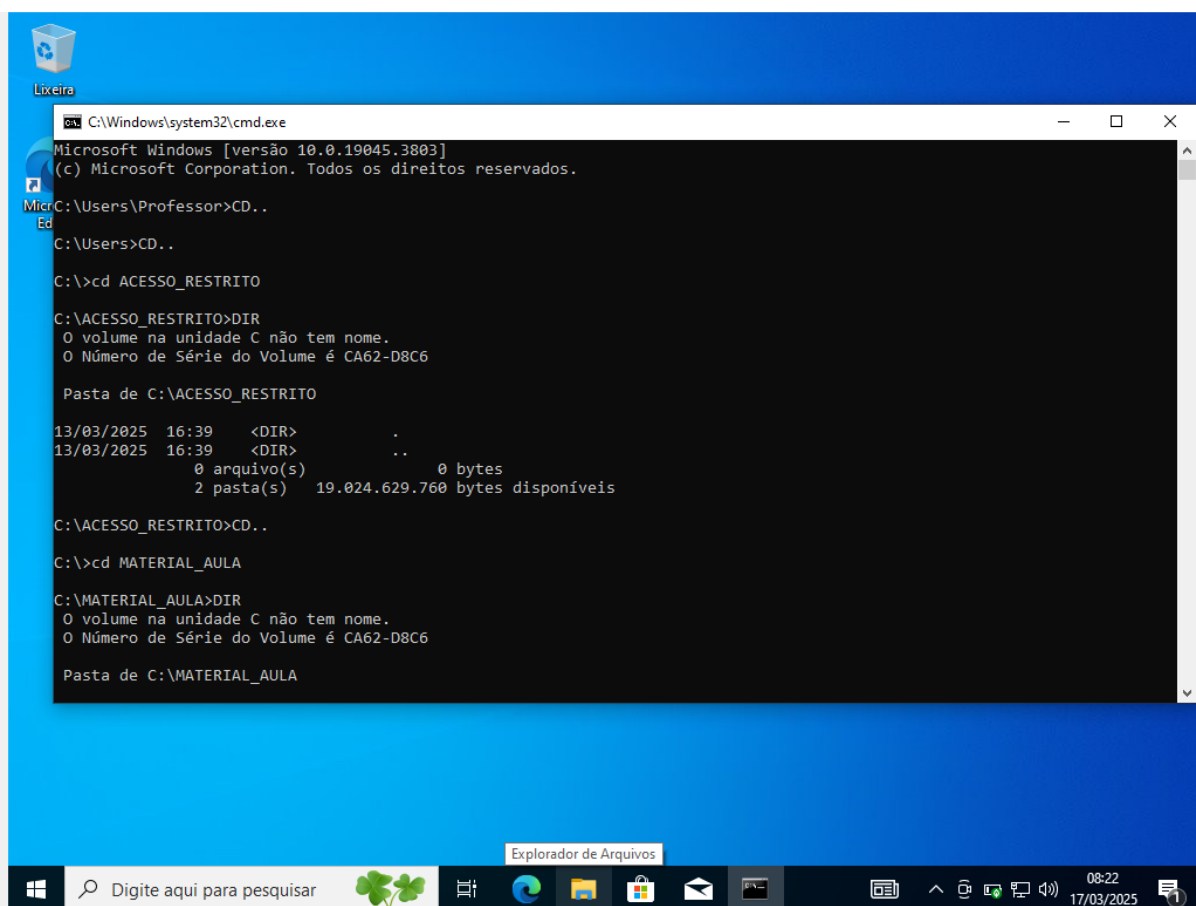 Lixeira
C:\Windows\system32\cmd.exe
Microsoft Windows [versão 10.0.19045.3803]
(c) Microsoft Corporation. Todos os direitos reservados.
Micr
Ed
C:\Users\Professor>CD..
C:\Users>CD..
C:\>cd ACESSO_RESTRITO
C:\ACESSO_RESTRITO>DIR
O volume na unidade C não tem nome.
O Número de Série do Volume é CA62-D8C6
Pasta de C:\ACESSO_RESTRITO
13/03/2025 16:39 <DIR> .
13/03/2025 16:39 <DIR> ..
0 arquivo(s) 0 bytes
2 pasta(s) 19.024.629.760 bytes disponíveis
C:\ACESSO_RESTRITO>CD..
C:\>cd MATERIAL_AULA
C:\MATERIAL_AULA>DIR
O volume na unidade C não tem nome.
O Número de Série do Volume é CA62-D8C6
Pasta de C:\MATERIAL_AULA
Explorador de Arquivos
Digite aqui para pesquisar
08:22
17/03/2025
1